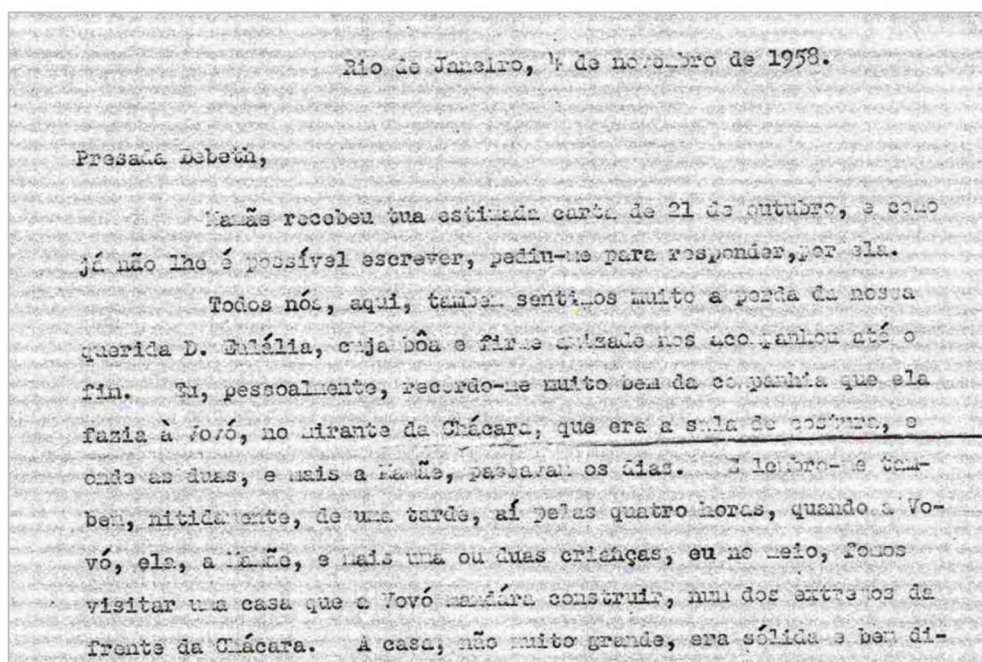 Rio de Janeiro, 4 de novembro de 1958.
Presada Debeth,
Mamãe recebeu tua estimada carta de 21 de outubro, e como
já não lhe é possível escrever, pediu-me para responder,por ela.
Todos nós, aqui, tambem sentimos muito a perda da nossa
querida D. Eulália, cuja bôa e firme amizade nos acompanhou até o
fim. Eu, pessoalmente, recordo-me muito bem da companhia que ela
fazia à Vovó, no mirante da Chácara, que era a sala de costura, e
onde as duas, e mais a Mamãe, passavam os dias. E lembro-me tam-
bem, nitidamente, de uma tarde, aí pelas quatro horas, quando a Vo-
vó, ela, a Mamãe, e mais uma ou duas crianças, eu no meio, fomos
visitar uma casa que a Vovó mandára construir, num dos extremos da
frente da Chácara. A casa, não muito grande, era sólida e bem di-